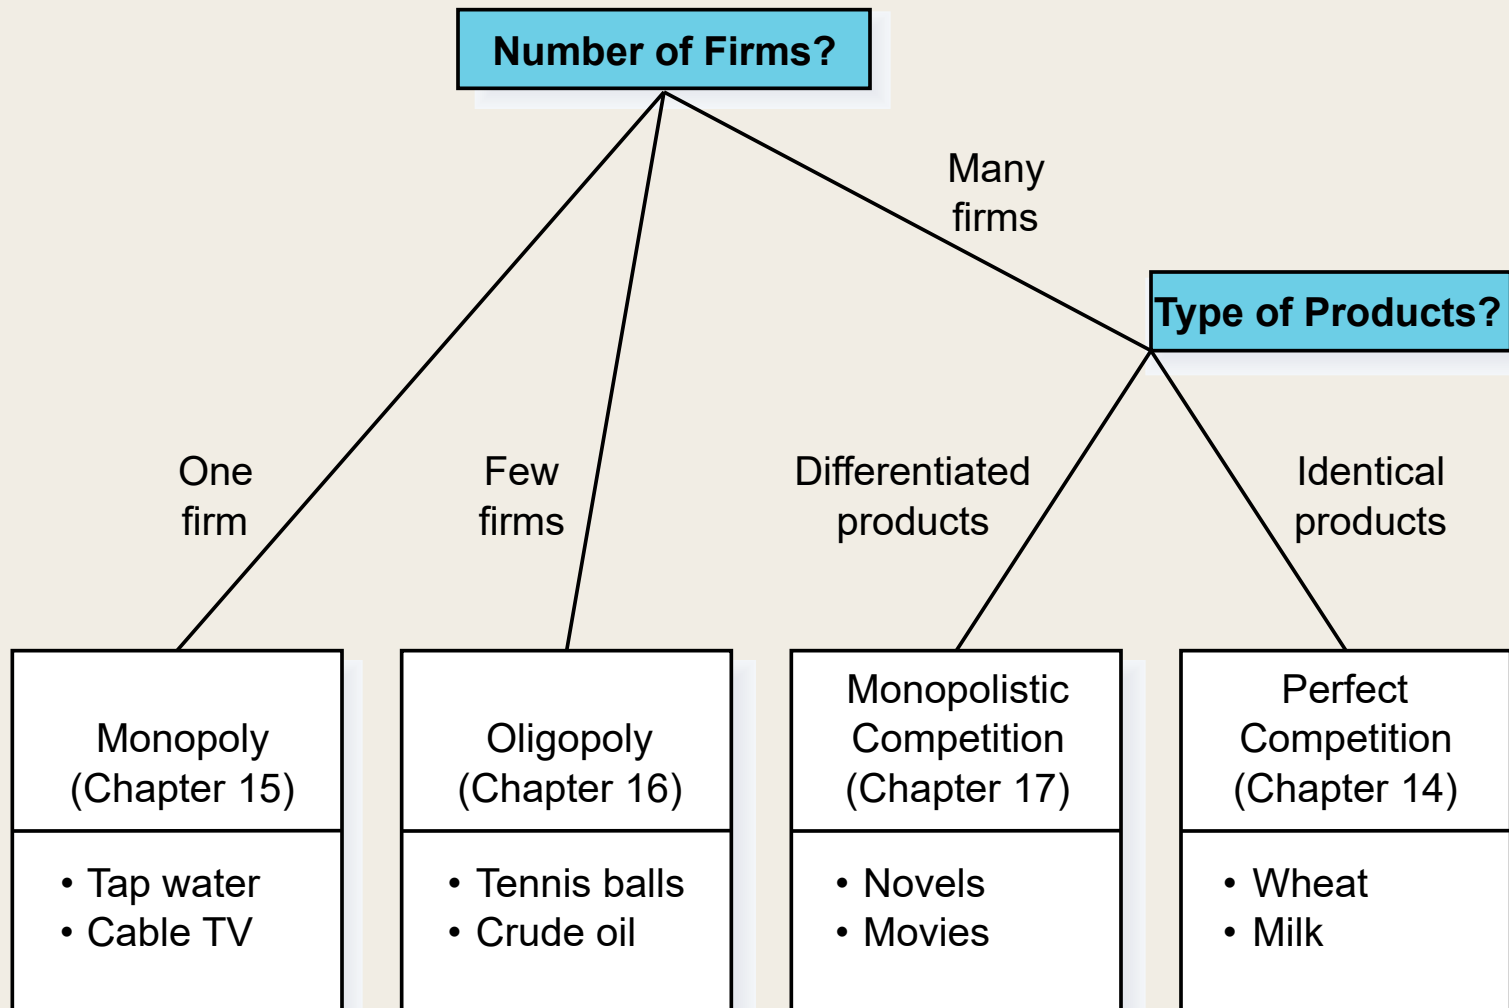 Number of Firms?
Many
firms
Type of Products?
One
firm
Few
firms
Differentiated
products
Identical
products
Monopoly
(Chapter 15)
Oligopoly
(Chapter 16)
Monopolistic
Competition
(Chapter 17)
Perfect
Competition
(Chapter 14)
• Tap water
• Cable TV
• Tennis balls
• Crude oil
• Novels
• Movies
• Wheat
• Milk